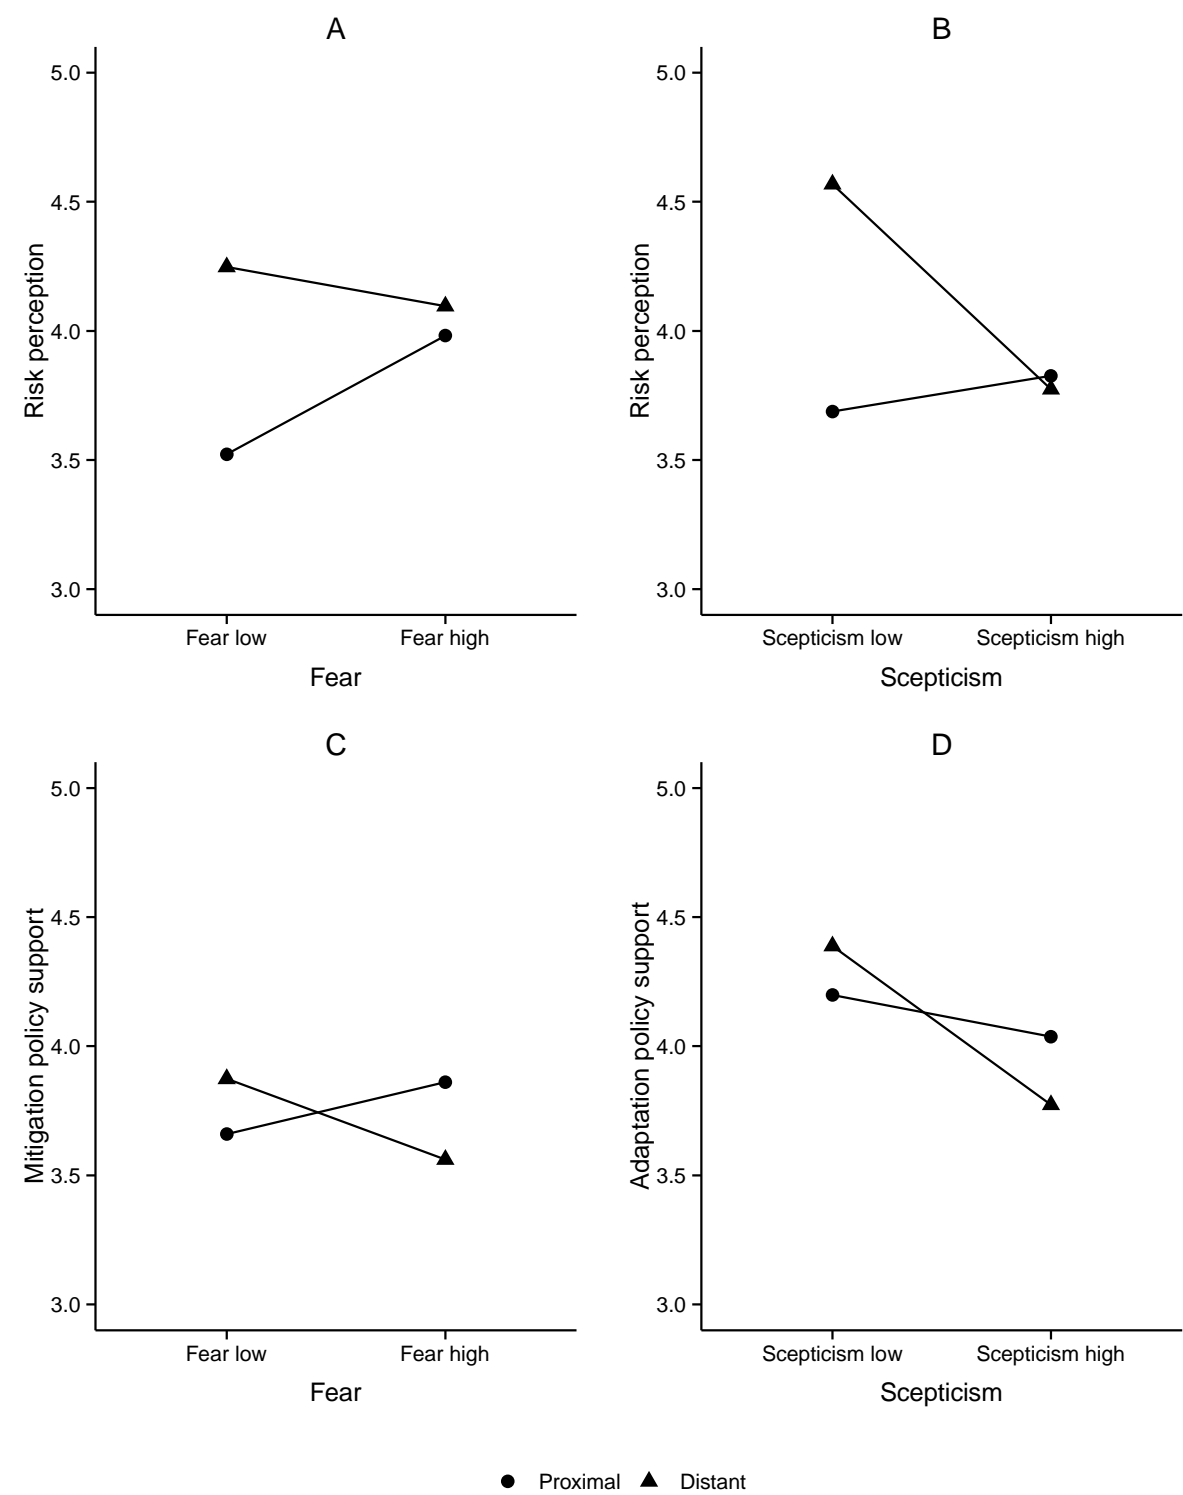 A
5.0
4.5
4.0
3.5
3.0
Risk perception
Fear low Fear high
Fear
B
5.0
4.5
4.0
3.5
3.0
Risk perception
Scepticism low Scepticism high
Scepticism
C
5.0
4.5
4.0
3.5
3.0
Mitigation policy support
Fear low Fear high
Fear
D
5.0
4.5
4.0
3.5
3.0
Adaptation policy support
Scepticism low Scepticism high
Scepticism
Proximal Distant